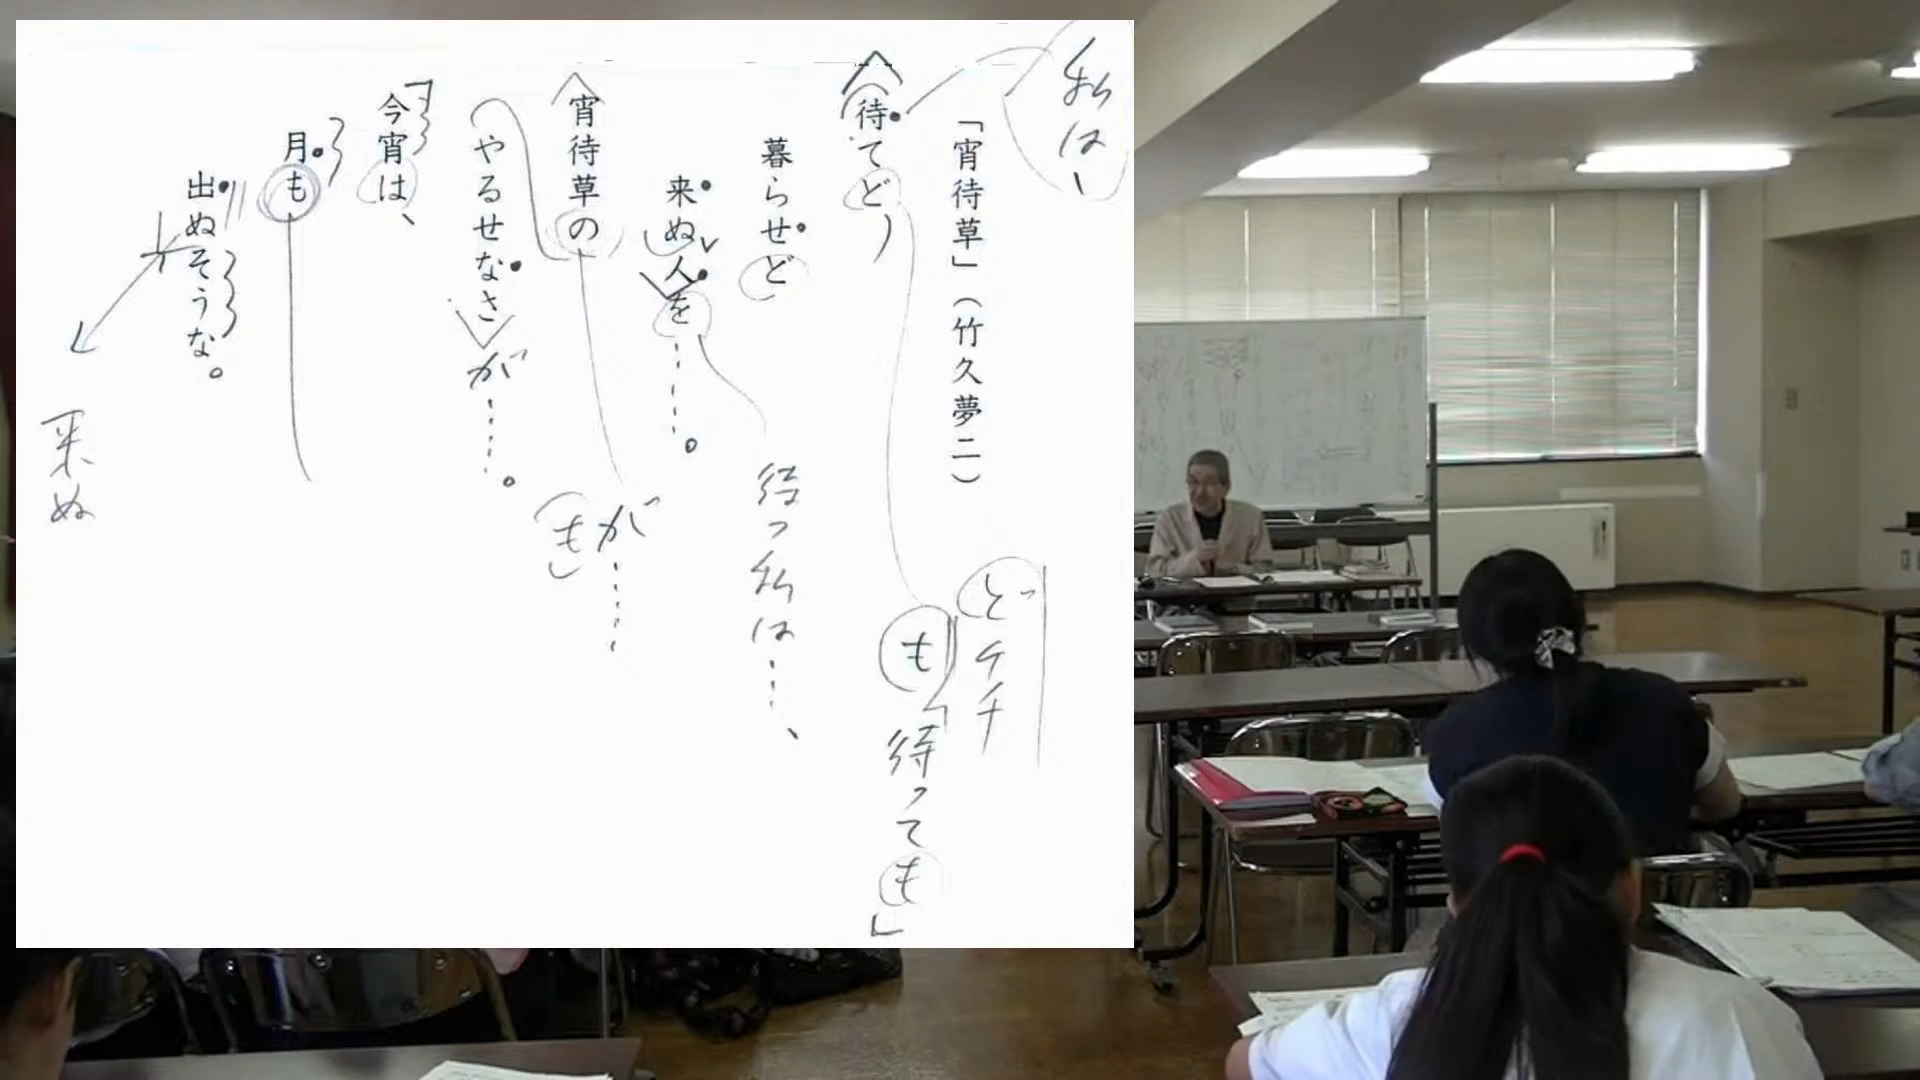 私は、
「宵待草」（竹久夢二）
待てど
暮らせど
来ぬ人を……。
宵待草の
やるせなさが……。
今宵は、
月も
出ぬそうな。
どケチ
も「待っても」
待つ私は……、
が……
(も)
来ぬ